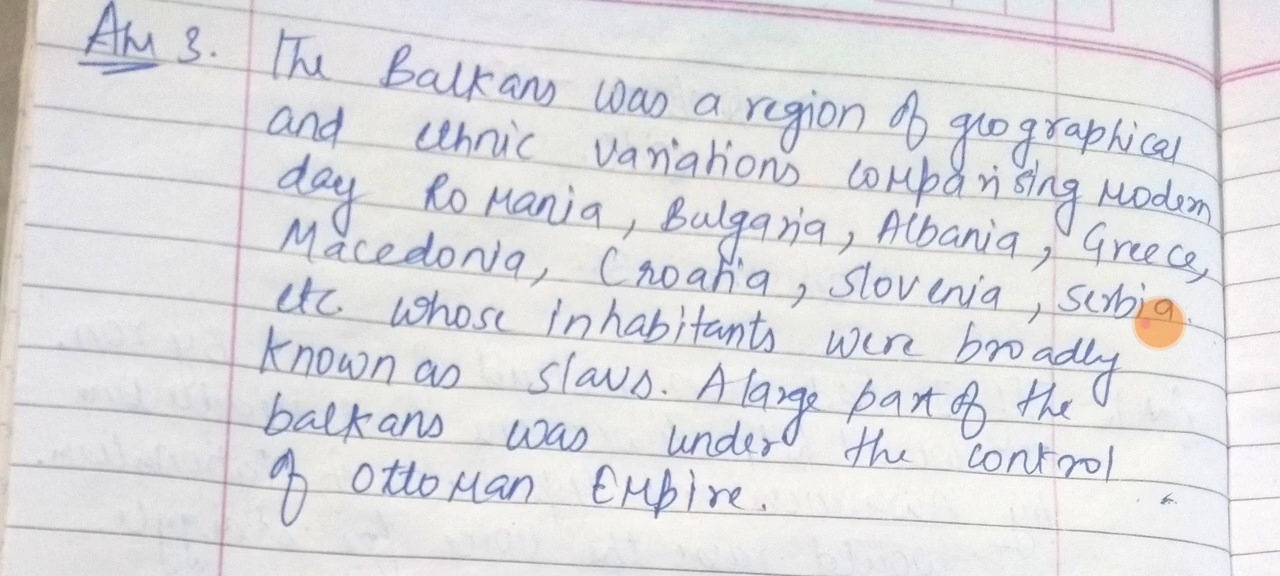 Ans 3. The Balkans was a region of geographical
and ethnic variations comparising modern
day Romania, Bulgaria, Albania, Greece,
Macedonia, Croatia, Slovenia, Serbia.
etc. whose inhabitants were broadly
known as slavs. A large part of the
balkans was under the control
of Ottoman Empire.